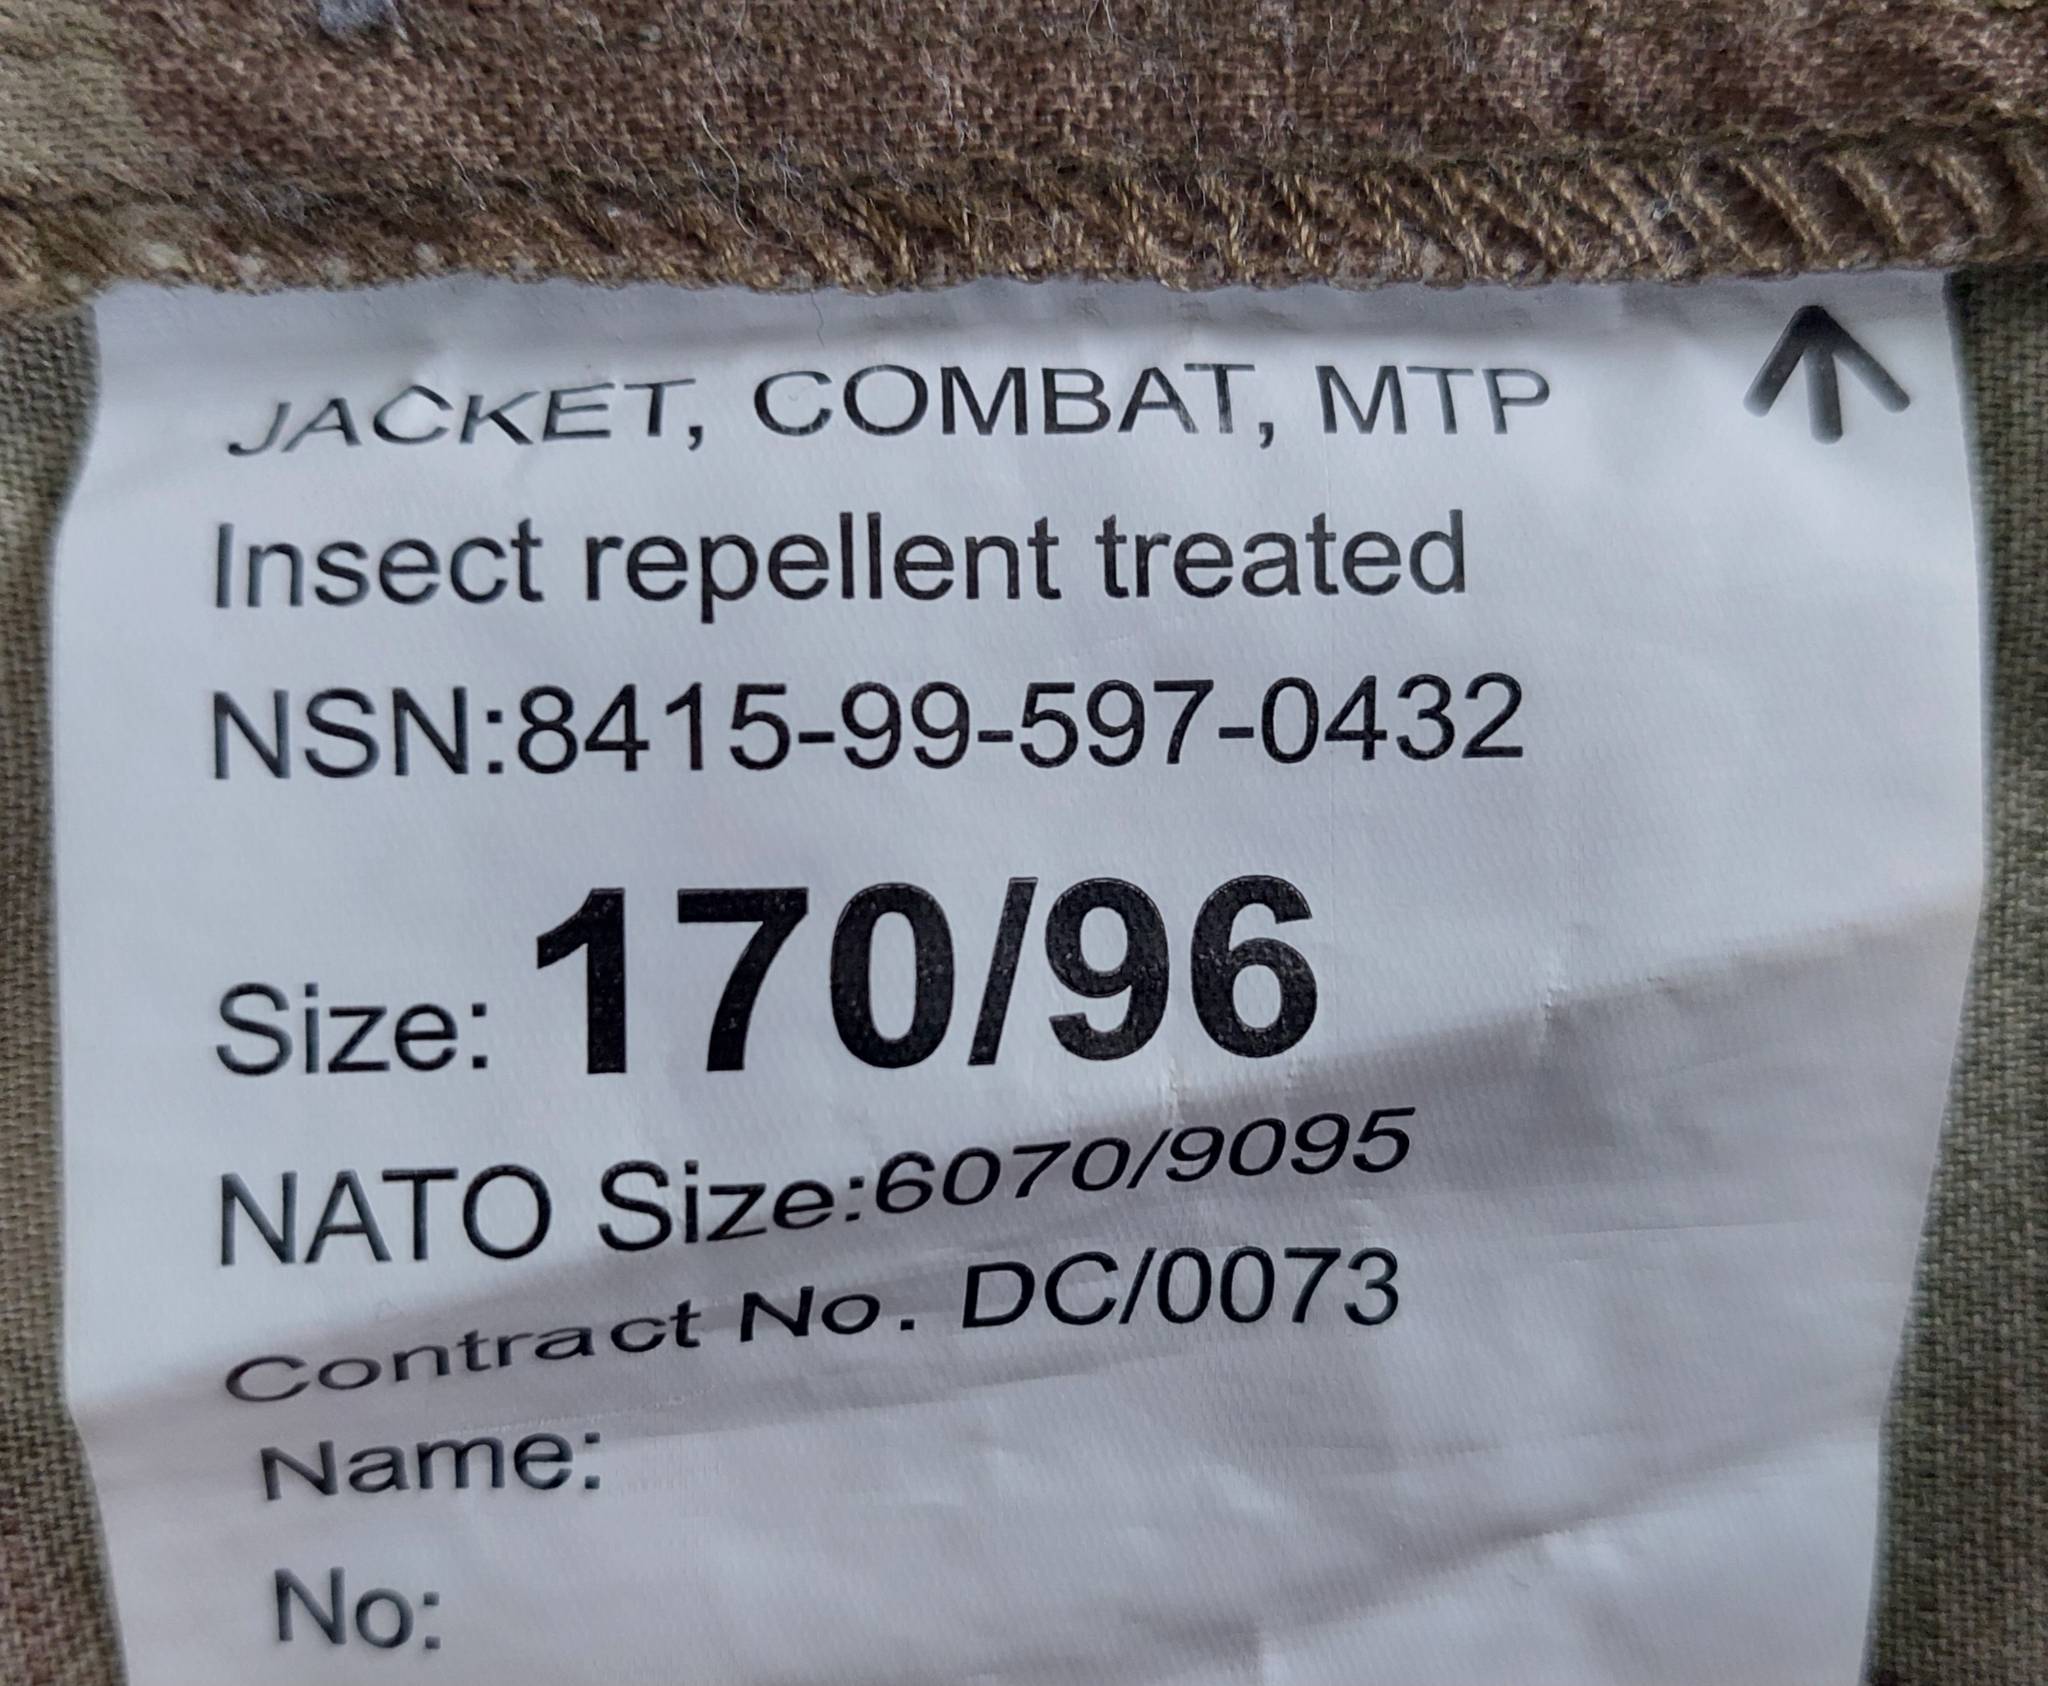 JACKET, COMBAT, MTP
Insect repellent treated
NSN:8415-99-597-0432
Size: 170/96
NATO Size:6070/9095
Contract No. DC/0073
Name:
No: